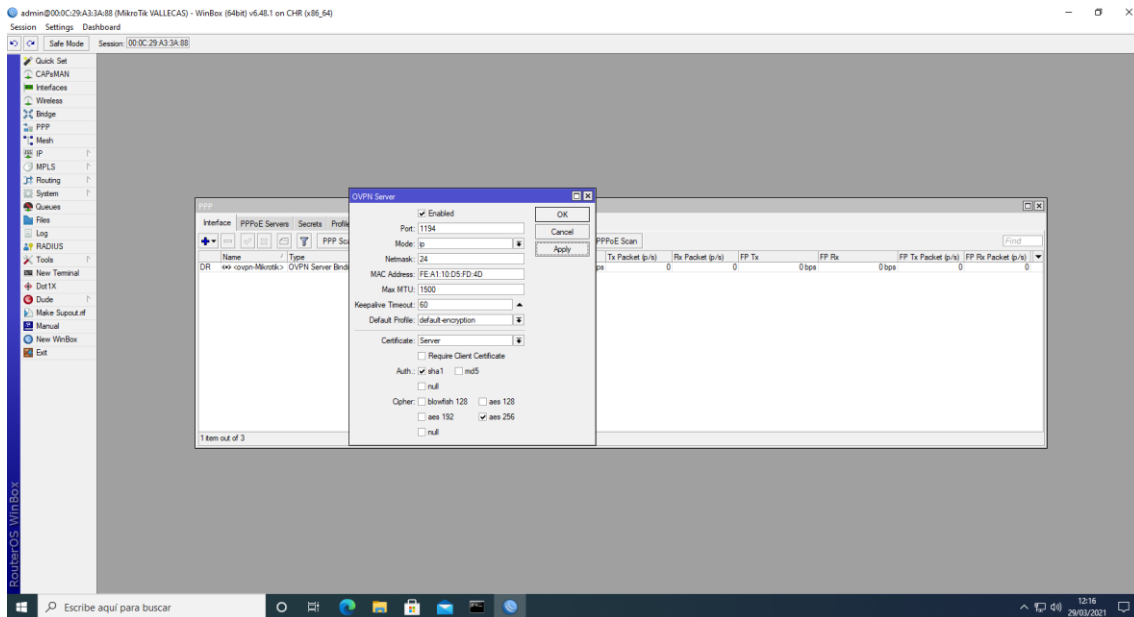 admin@00:0C:29:A3:3A:88 (MikroTik VALLECAS) - WinBox (64bit) v6.48.1 on CHR (x86_64)
Session Settings Dashboard
Safe Mode Session: 00:0C:29:A3:3A:88
Quick Set
CAPsMAN
Interfaces
Wireless
Bridge
PPP
Mesh
IP
MPLS
Routing
System
Queues
Files
Log
RADIUS
Tools
New Terminal
Dot1X
Dude
Make Supout.rif
Manual
New WinBox
Exit
RouterOS WinBox
PPP
Interface PPPoE Servers Secrets Profile
PPP Sc
PPPoE Scan
Find
Name Type
Tx Packet (p/s) Rx Packet (p/s) FP Tx FP Rx FP Tx Packet (p/s) FP Rx Packet (p/s)
DR <ovpn-Mikrotik> OVPN Server Bindi
ps 0 0 0 bps 0 bps 0 0
1 item out of 3
OVPN Server
Enabled
Port: 1194
Mode: ip
Netmask: 24
MAC Address: FE:A1:10:D5:FD:4D
Max MTU: 1500
Keepalive Timeout: 60
Default Profile: default-encryption
Certificate: Server
Require Client Certificate
Auth.: sha1 md5
null
Cipher: blowfish 128 aes 128
aes 192 aes 256
null
OK
Cancel
Apply
Escribe aquí para buscar
12:16
29/03/2021